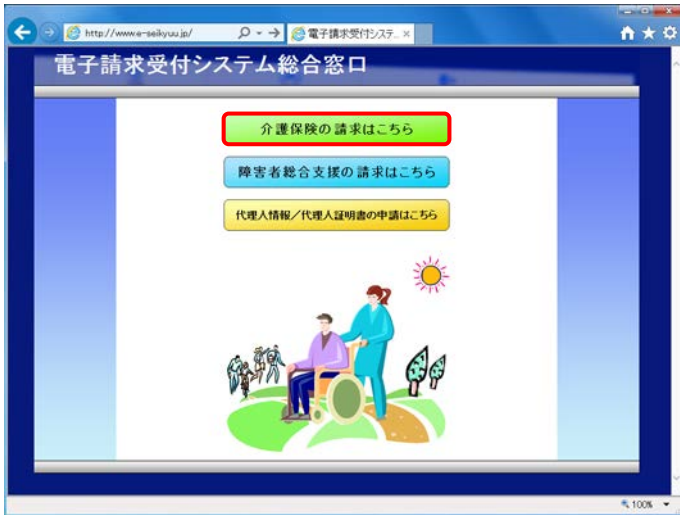 http://www.e-seikyuu.jp/
電子請求受付システ...
電子請求受付システム総合窓口
介護保険の請求はこちら
障害者総合支援の請求はこちら
代理人情報／代理人証明書の申請はこちら
100%